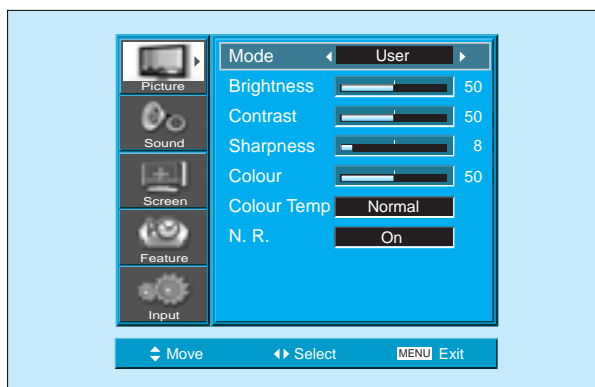 Picture
Sound
Screen
Feature
Input
Mode User
Brightness 50
Contrast 50
Sharpness 8
Colour 50
Colour Temp Normal
N. R. On
Move Select MENU Exit